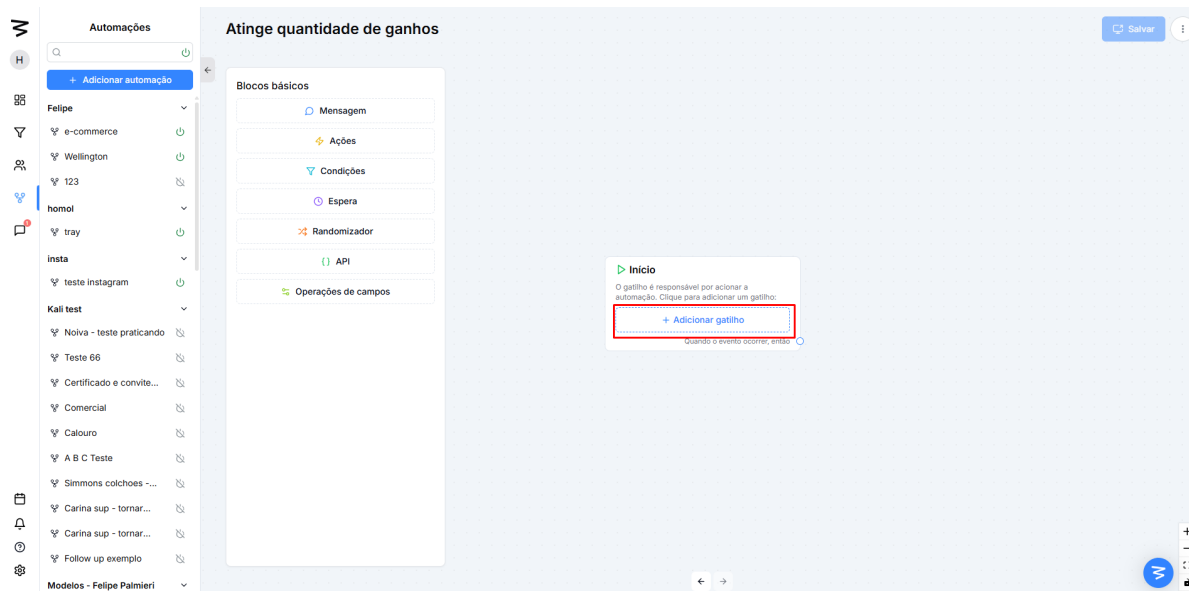 Automações
Atinge quantidade de ganhos
Salvar
H
+ Adicionar automação
Felipe
e-commerce
Wellington
123
homol
tray
1
insta
teste instagram
Kali test
Noiva - teste praticando
Teste 66
Certificado e convite...
Comercial
Calouro
A B C Teste
Simmons colchoes -...
Carina sup - tornar...
Carina sup - tornar...
Follow up exemplo
Modelos - Felipe Palmieri
Blocos básicos
Mensagem
Ações
Condições
Espera
Randomizador
{ } API
Operações de campos
Início
O gatilho é responsável por acionar a
automação. Clique para adicionar um gatilho:
+ Adicionar gatilho
Quando o evento ocorrer, então